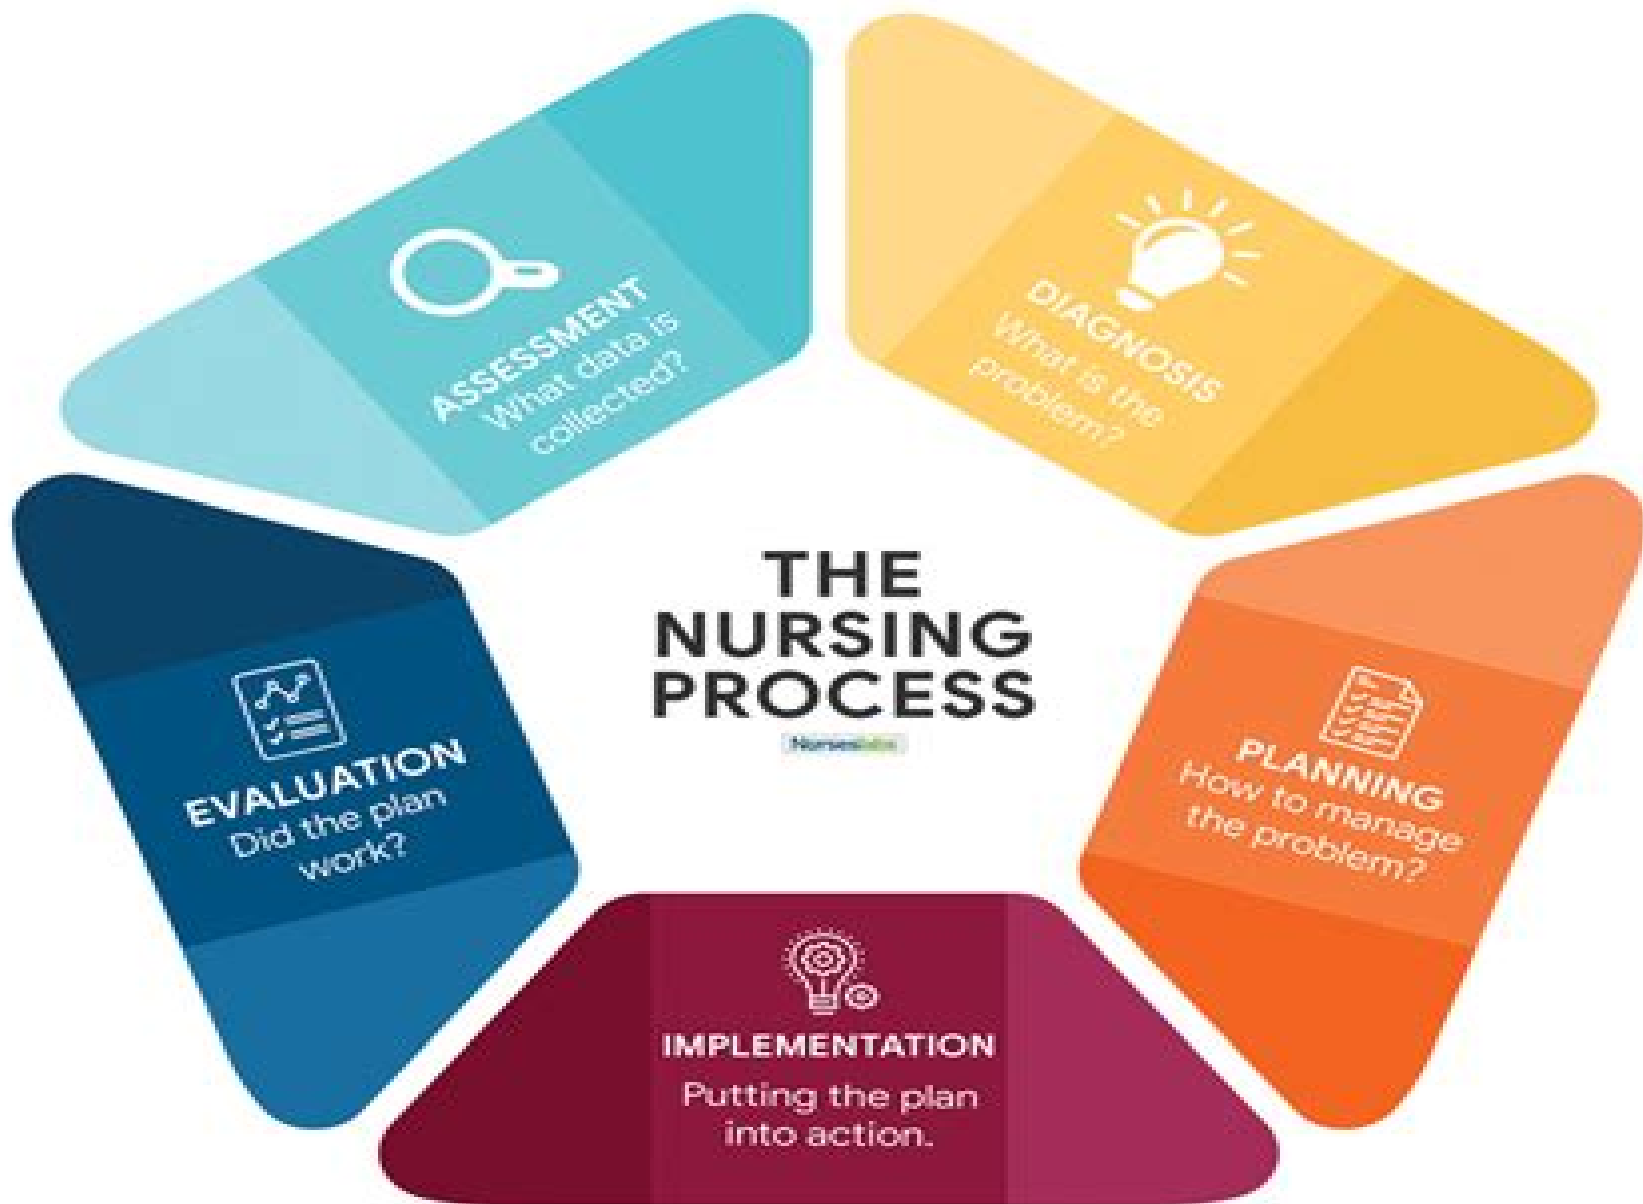 THE
NURSING
PROCESS
Nurseslabs
ASSESSMENT
What data is
collected?
DIAGNOSIS
What is the
problem?
PLANNING
How to manage
the problem?
IMPLEMENTATION
Putting the plan
into action.
EVALUATION
Did the plan
work?